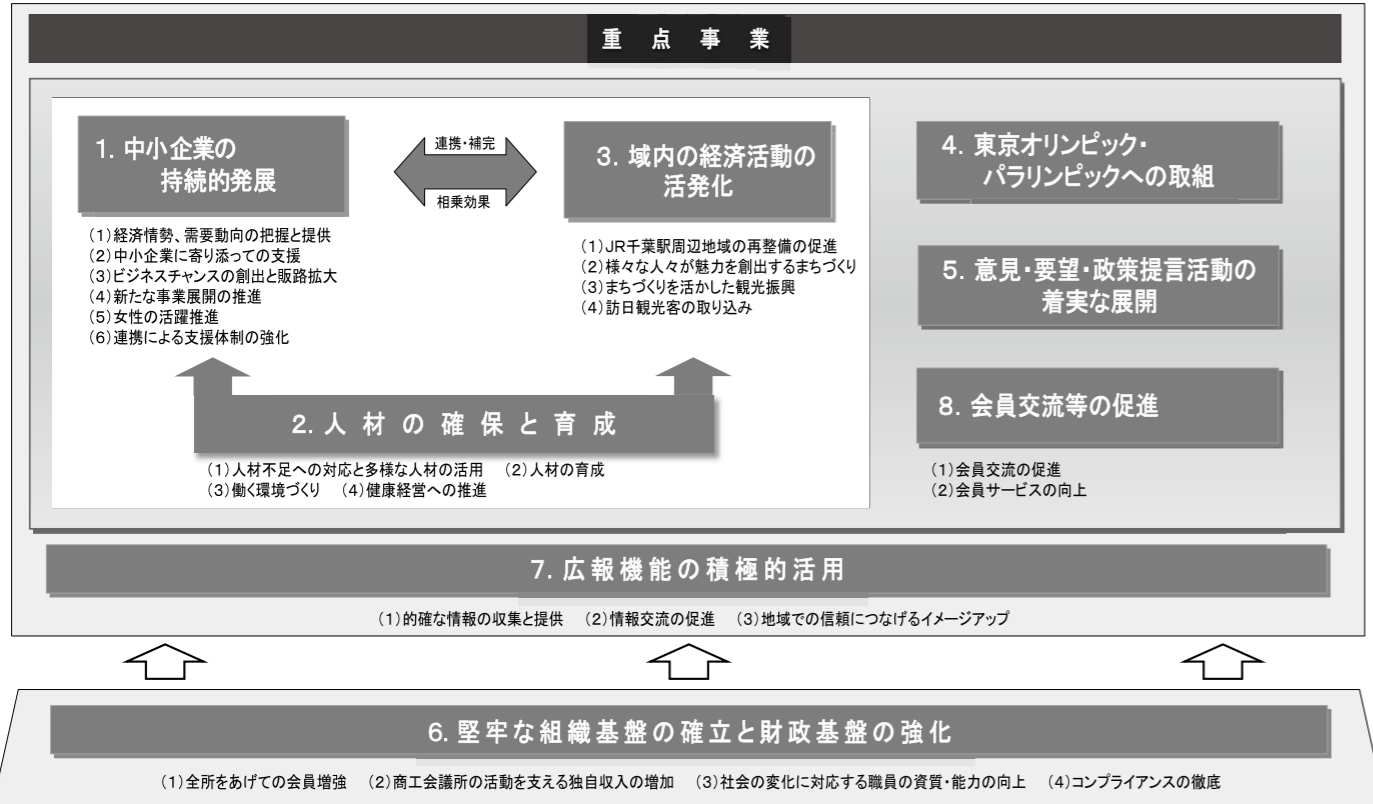 重点事業
1. 中小企業の
持続的発展
連携・補完
相乗効果
3. 域内の経済活動の
活発化
(1)経済情勢、需要動向の把握と提供
(2)中小企業に寄り添っての支援
(3)ビジネスチャンスの創出と販路拡大
(4)新たな事業展開の推進
(5)女性の活躍推進
(6)連携による支援体制の強化
(1)JR千葉駅周辺地域の再整備の促進
(2)様々な人々が魅力を創出するまちづくり
(3)まちづくりを活かした観光振興
(4)訪日観光客の取り込み
2. 人材の確保と育成
(1)人材不足への対応と多様な人材の活用 (2)人材の育成
(3)働く環境づくり (4)健康経営への推進
4. 東京オリンピック・
パラリンピックへの取組
5. 意見・要望・政策提言活動の
着実な展開
8. 会員交流等の促進
(1)会員交流の促進
(2)会員サービスの向上
7. 広報機能の積極的活用
(1)的確な情報の収集と提供 (2)情報交流の促進 (3)地域での信頼につなげるイメージアップ
6. 堅牢な組織基盤の確立と財政基盤の強化
(1)全所をあげての会員増強 (2)商工会議所の活動を支える独自収入の増加 (3)社会の変化に対応する職員の資質・能力の向上 (4)コンプライアンスの徹底